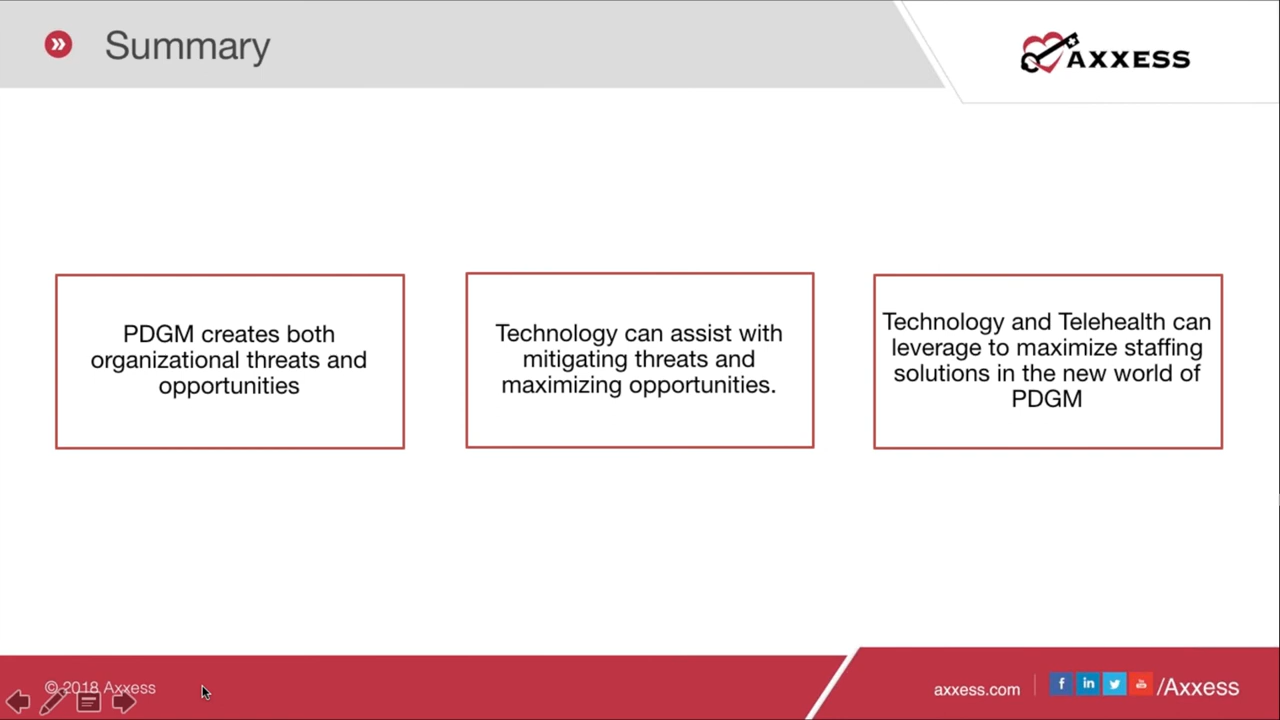 Summary
AXXESS
PDGM creates both
organizational threats and
opportunities
Technology can assist with
mitigating threats and
maximizing opportunities.
Technology and Telehealth can
leverage to maximize staffing
solutions in the new world of
PDGM
© 2018 Axxess
axxess.com
/Axxess